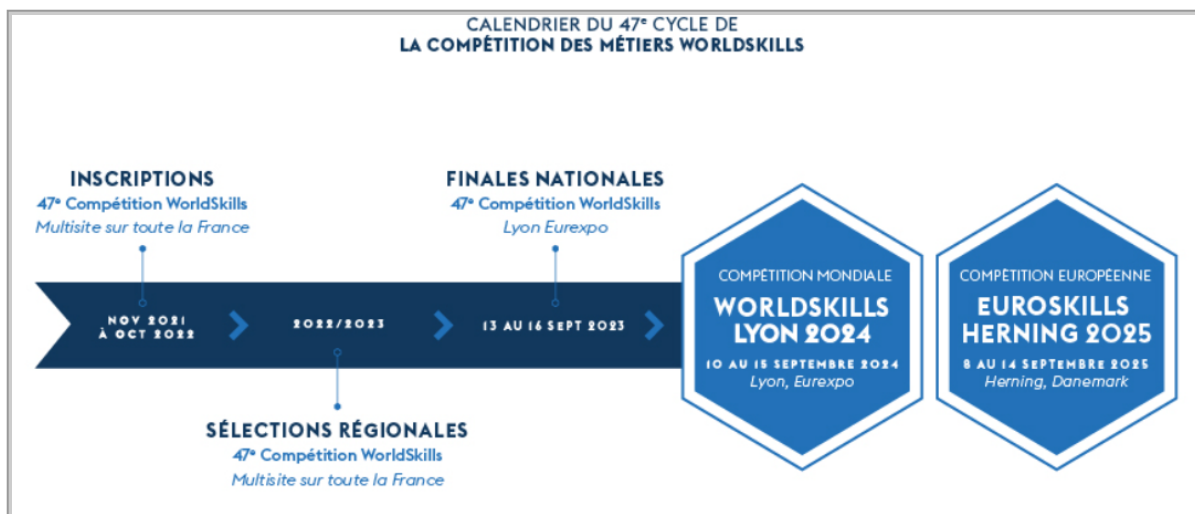 CALENDRIER DU 47e CYCLE DE
LA COMPÉTITION DES MÉTIERS WORLDSKILLS
INSCRIPTIONS
47e Compétition WorldSkills
Multisite sur toute la France
NOV 2021
À OCT 2022
2022/2023
SÉLECTIONS RÉGIONALES
47e Compétition WorldSkills
Multisite sur toute la France
FINALES NATIONALES
47e Compétition WorldSkills
Lyon Eurexpo
13 AU 16 SEPT 2023
COMPÉTITION MONDIALE
WORLDSKILLS
LYON 2024
10 AU 15 SEPTEMBRE 2024
Lyon, Eurexpo
COMPÉTITION EUROPÉENNE
EUROSKILLS
HERNING 2025
8 AU 14 SEPTEMBRE 2025
Herning, Danemark